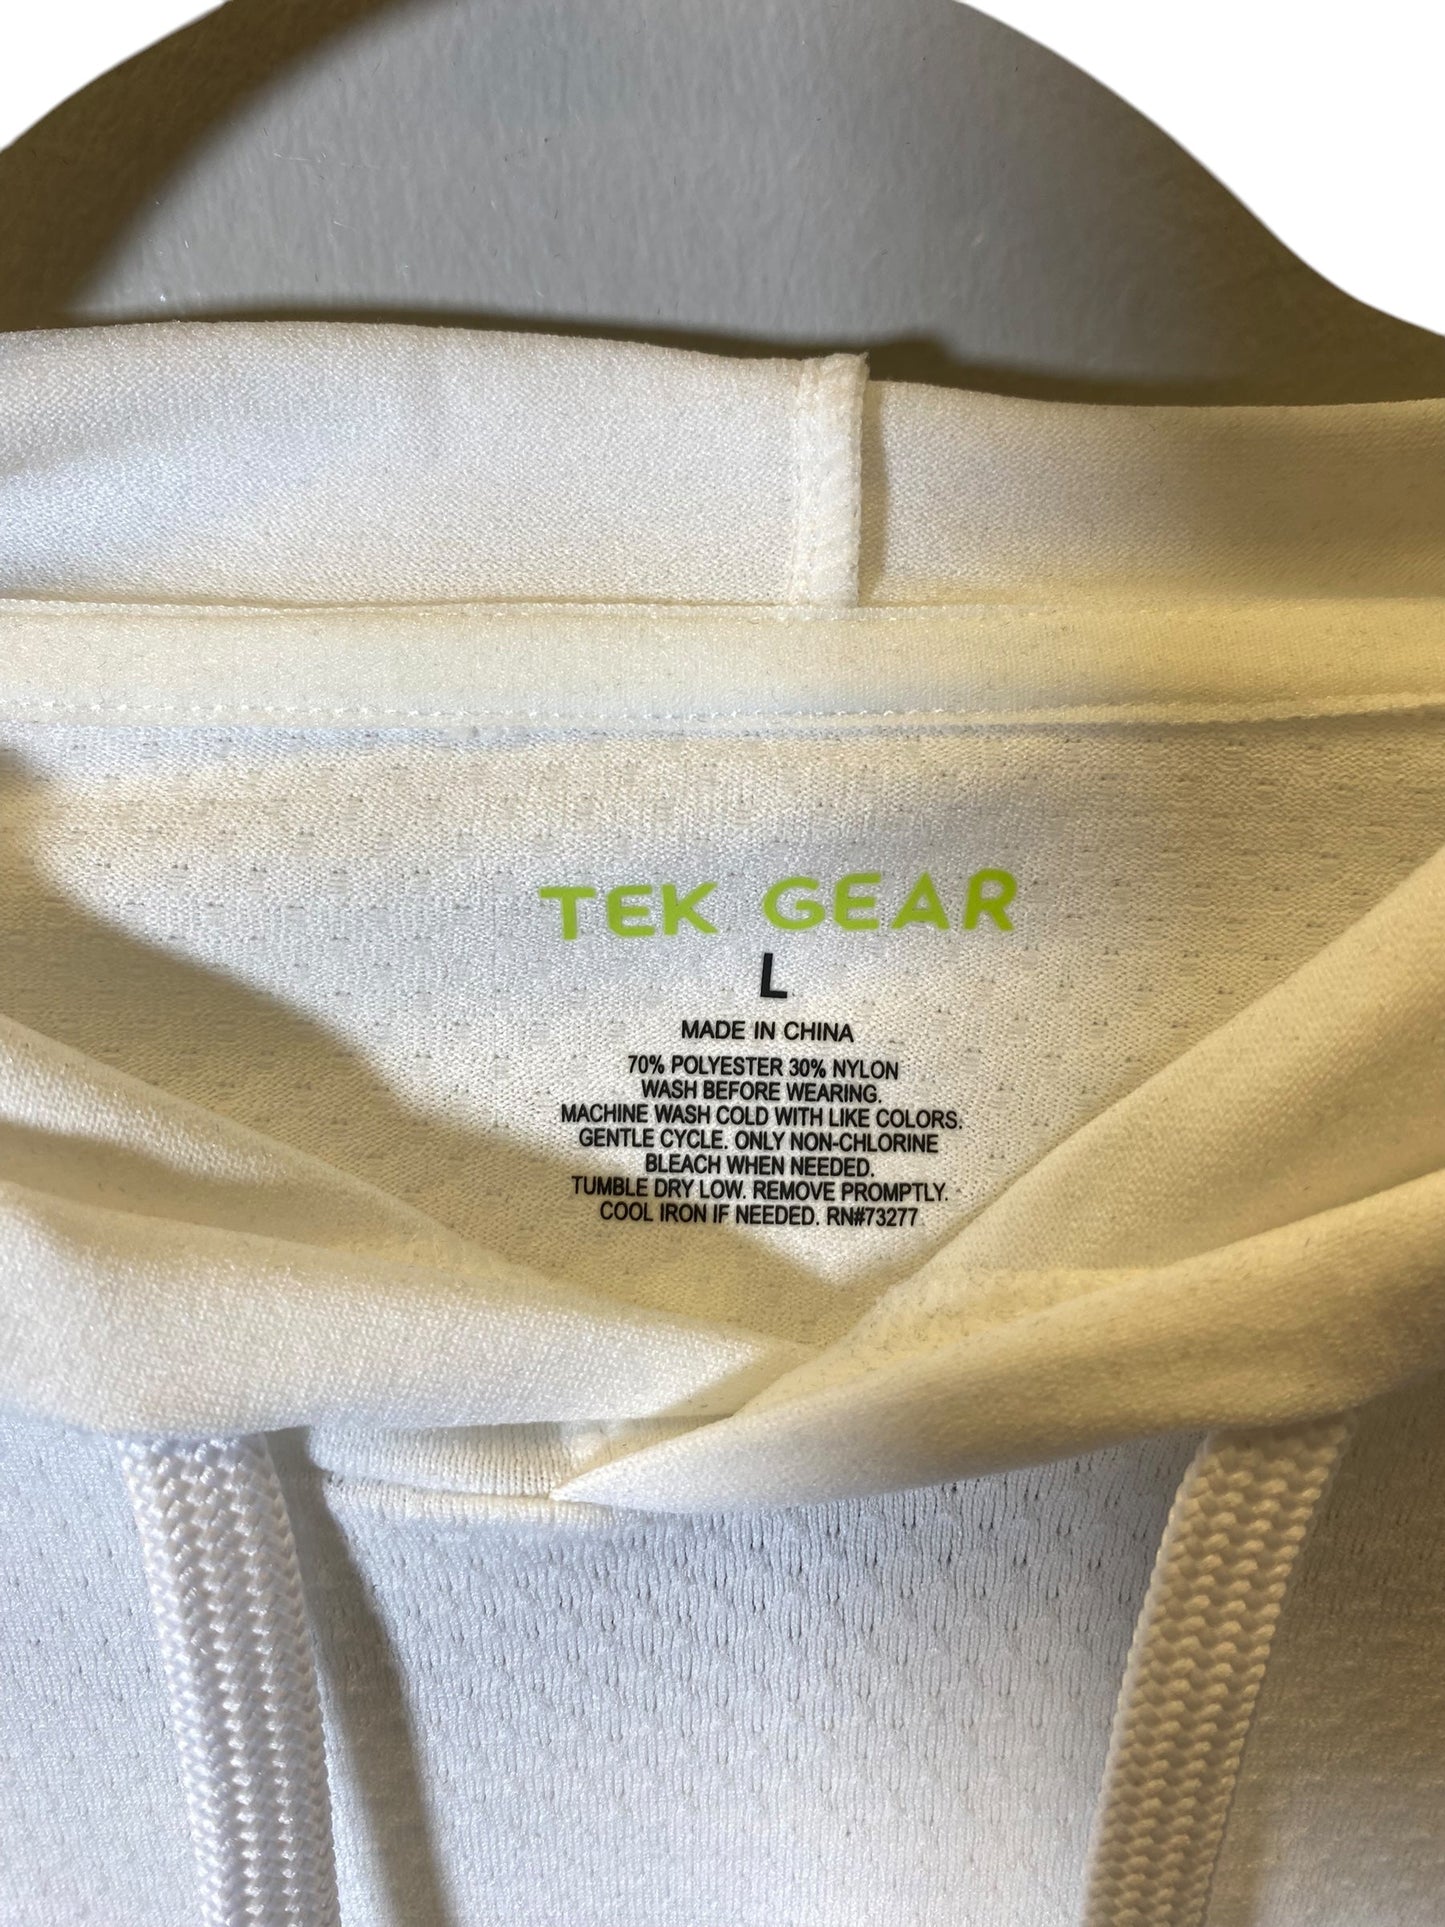 TEK GEAR
L
MADE IN CHINA
70% POLYESTER 30% NYLON
WASH BEFORE WEARING.
MACHINE WASH COLD WITH LIKE COLORS.
GENTLE CYCLE. ONLY NON-CHLORINE
BLEACH WHEN NEEDED.
TUMBLE DRY LOW. REMOVE PROMPTLY.
COOL IRON IF NEEDED. RN#73277